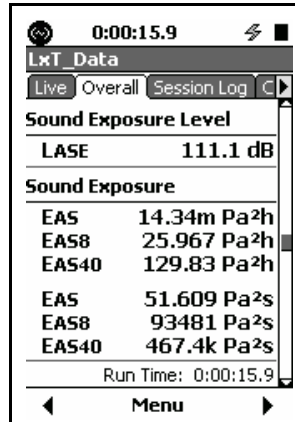 0:00:15.9
LxT_Data
Live Overall Session Log C
Sound Exposure Level
LASE 111.1 dB
Sound Exposure
EAS 14.34m Pa²h
EAS8 25.967 Pa²h
EAS40 129.83 Pa²h
EAS 51.609 Pa²s
EAS8 93481 Pa²s
EAS40 467.4k Pa²s
Run Time: 0:00:15.9
Menu